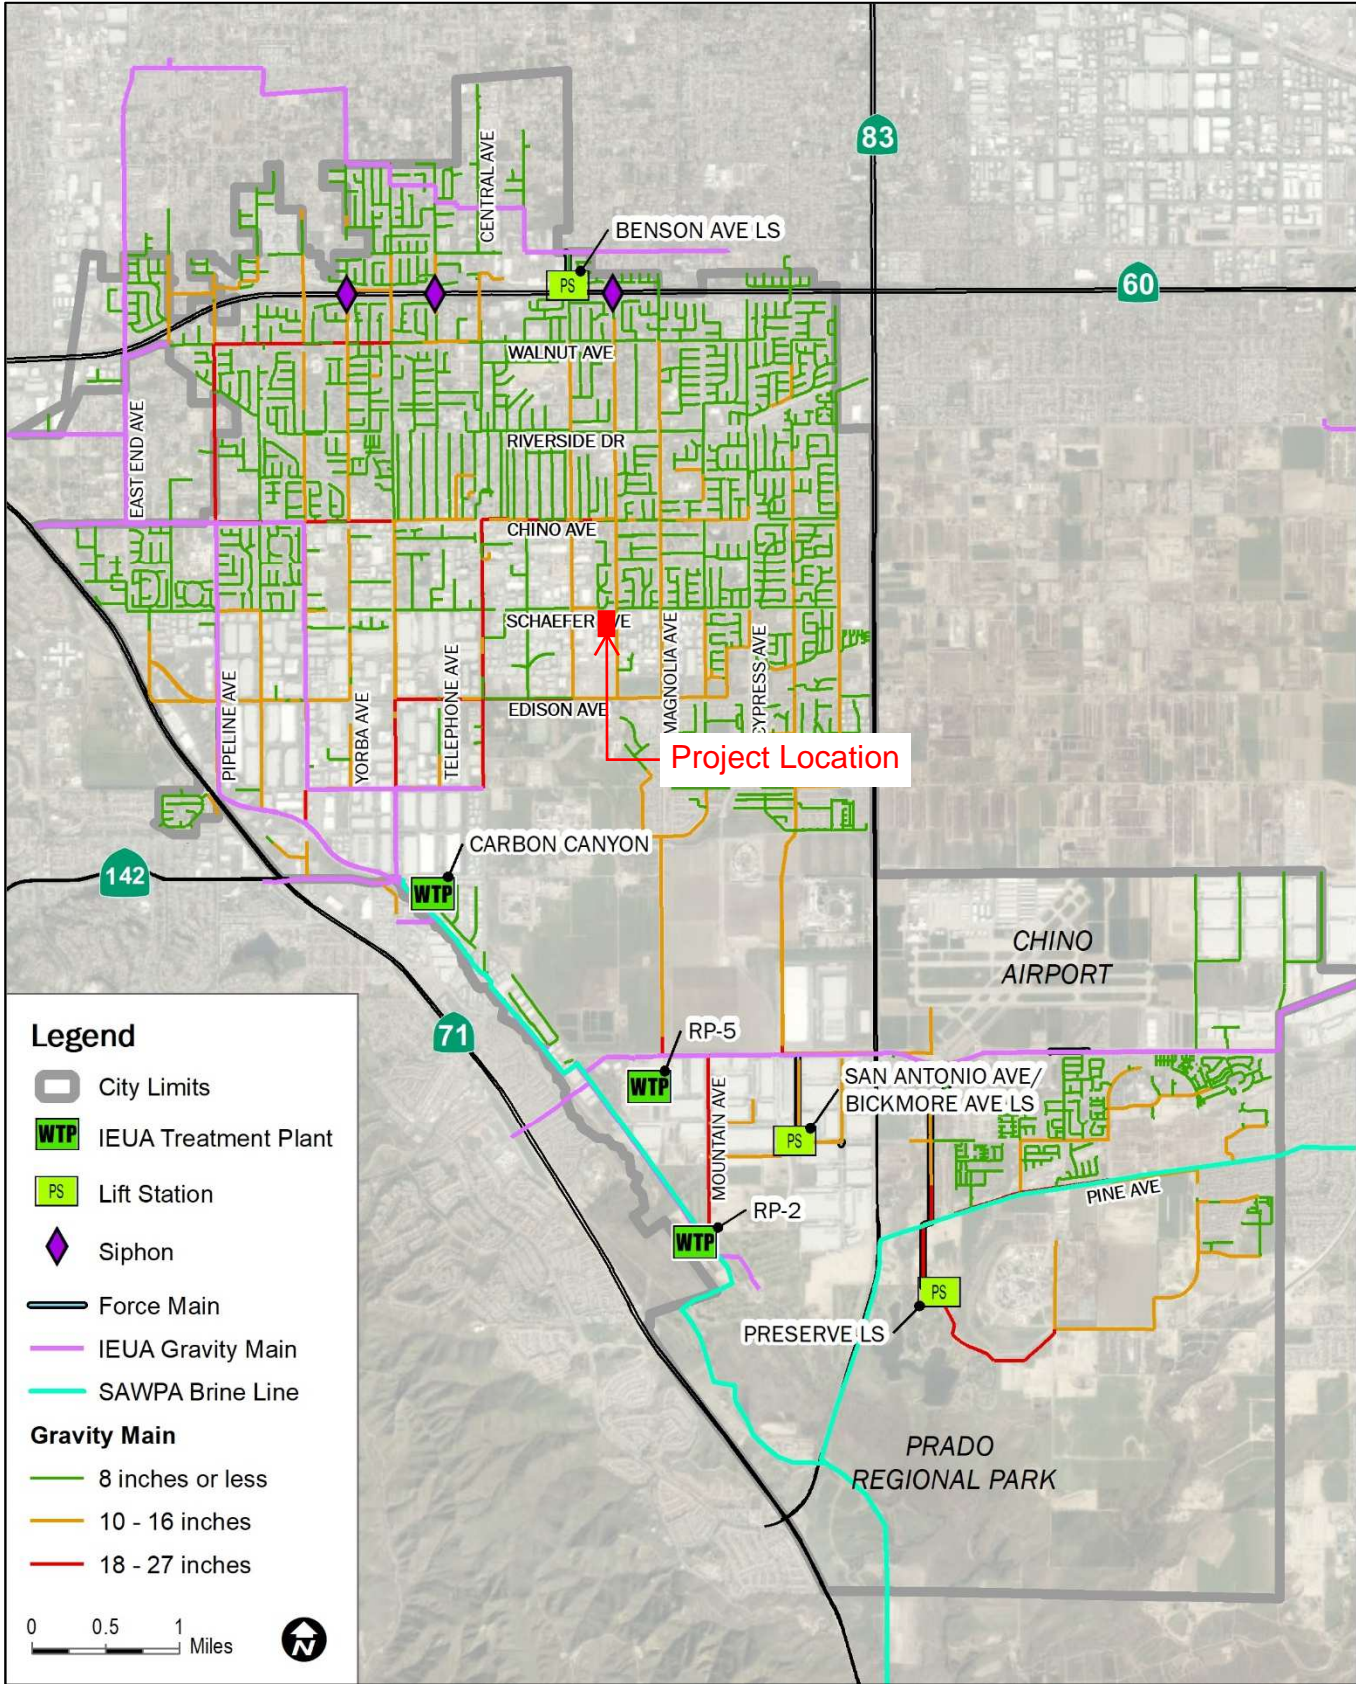 83
CENTRAL AVE
BENSON AVE LS
PS
60
WALNUT AVE
EAST END AVE
RIVERSIDE DR
CHINO AVE
SCHAEFER AVE
PIPELINE AVE
YORBA AVE
TELEPHONE AVE
MAGNOLIA AVE
CYPRESS AVE
EDISON AVE
Project Location
CARBON CANYON
142
WTP
CHINO
AIRPORT
71
RP-5
WTP
SAN ANTONIO AVE/
BICKMORE AVE LS
PS
MOUNTAIN AVE
PINE AVE
RP-2
WTP
PS
PRESERVE LS
PRADO
REGIONAL PARK
Legend
City Limits
WTP IEUA Treatment Plant
PS Lift Station
Siphon
Force Main
IEUA Gravity Main
SAWPA Brine Line
Gravity Main
8 inches or less
10 - 16 inches
18 - 27 inches
0 0.5 1
Miles
N